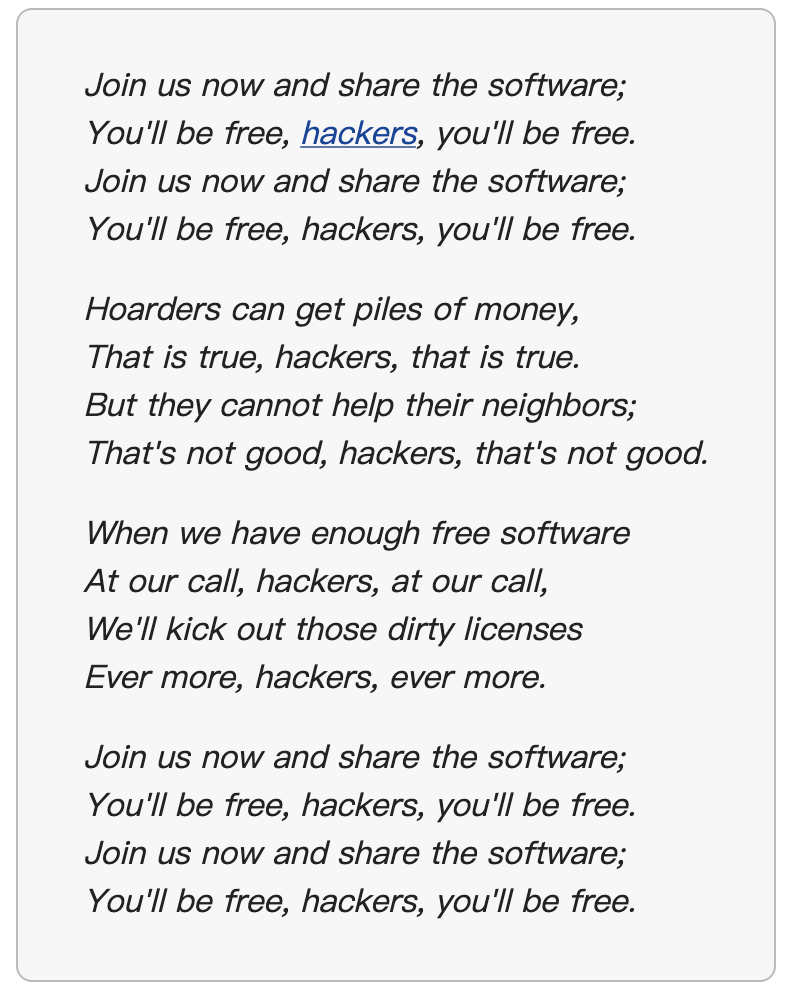 Join us now and share the software;
You'll be free, hackers, you'll be free.
Join us now and share the software;
You'll be free, hackers, you'll be free.
Hoarders can get piles of money,
That is true, hackers, that is true.
But they cannot help their neighbors;
That's not good, hackers, that's not good.
When we have enough free software
At our call, hackers, at our call,
We'll kick out those dirty licenses
Ever more, hackers, ever more.
Join us now and share the software;
You'll be free, hackers, you'll be free.
Join us now and share the software;
You'll be free, hackers, you'll be free.